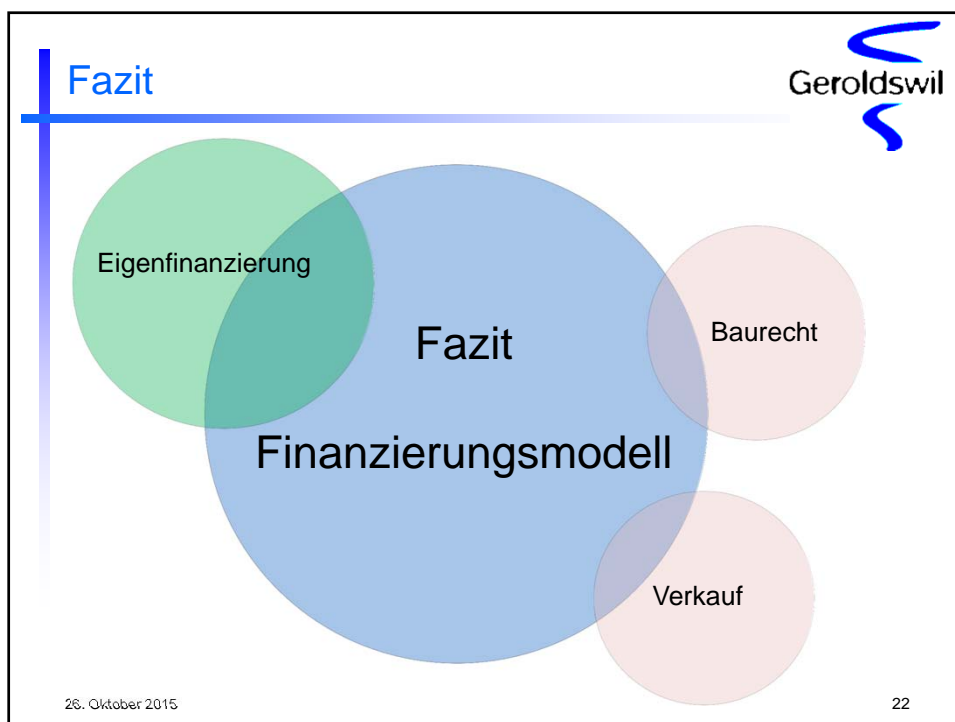 Fazit
Geroldswil
Eigenfinanzierung
Baurecht
Fazit
Finanzierungsmodell
Verkauf
26. Oktober 2015
22